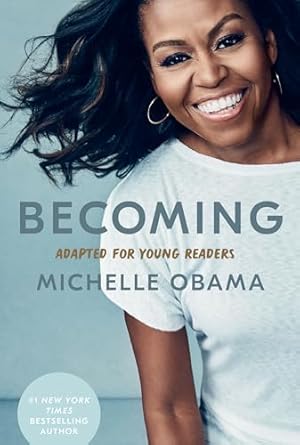 BECOMING
ADAPTED FOR YOUNG READERS
MICHELLE OBAMA
#1 NEW YORK
TIMES
BESTSELLING
AUTHOR